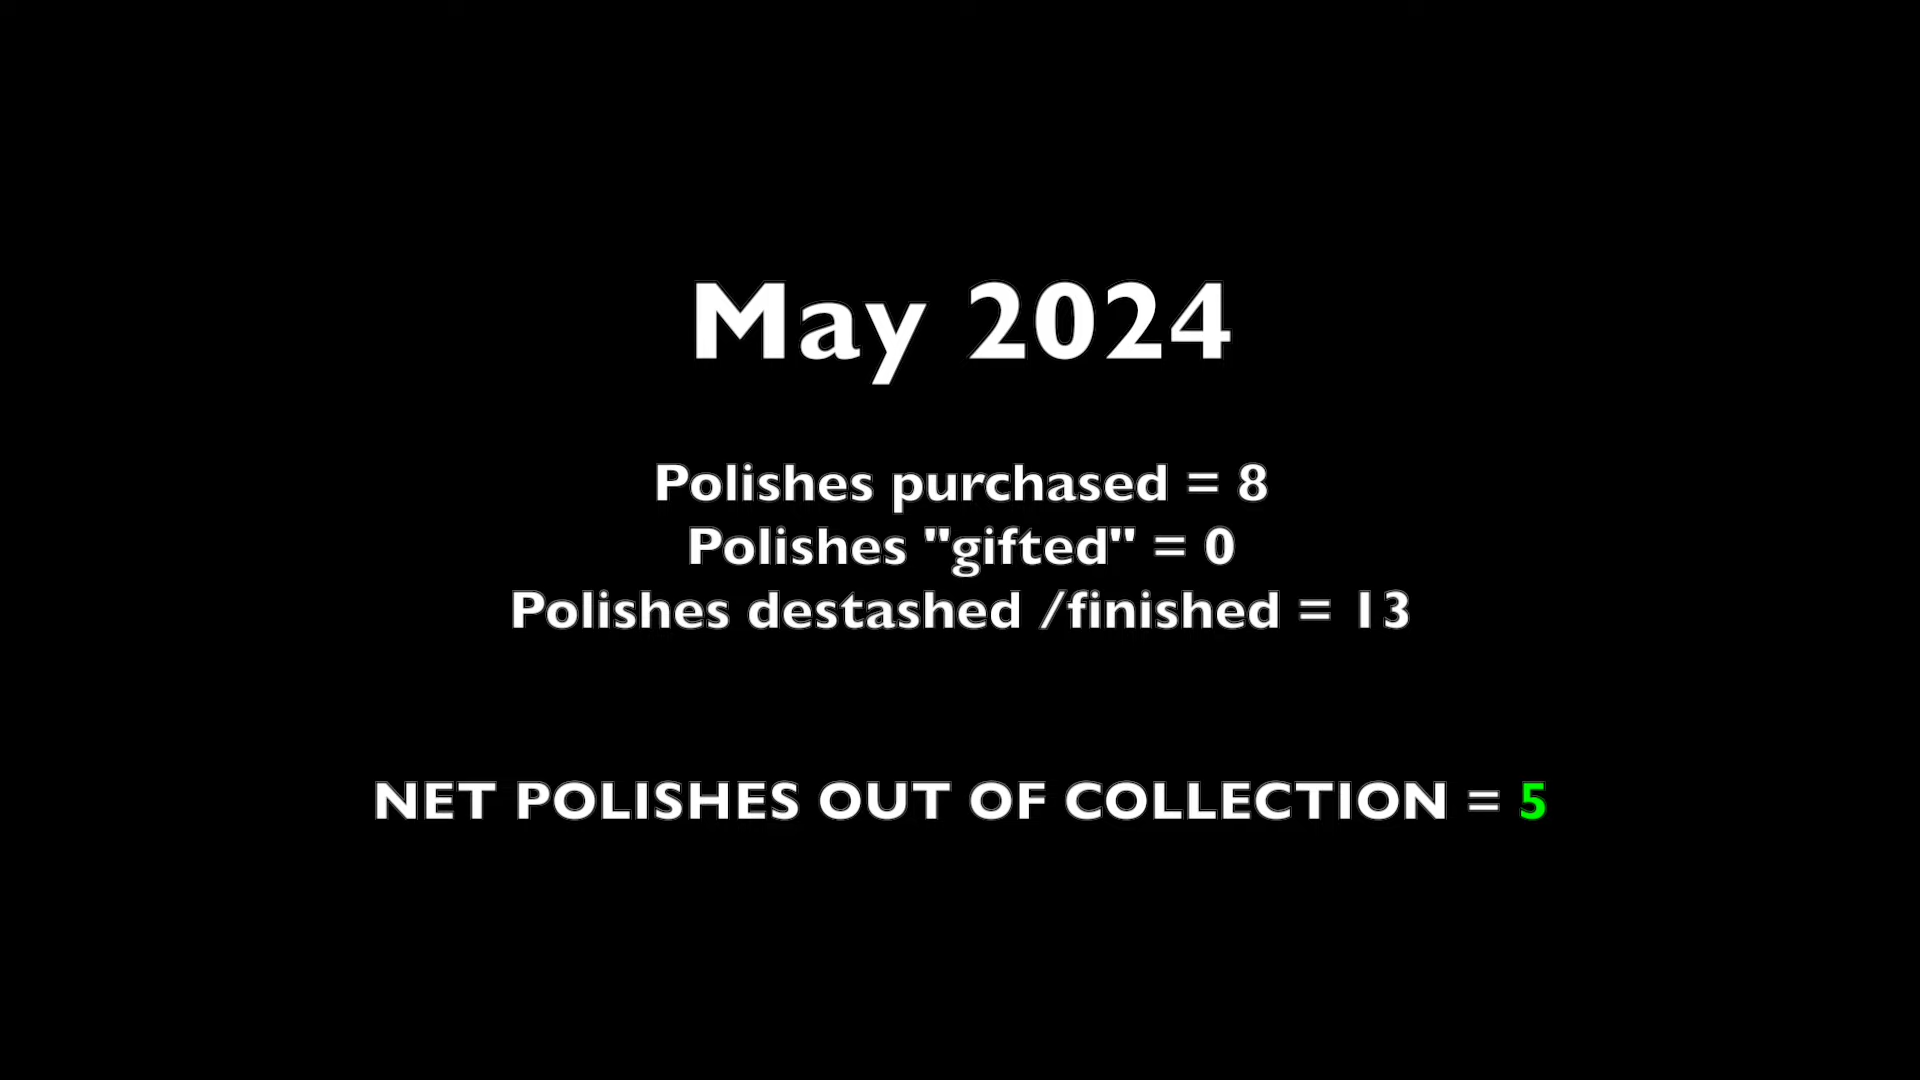 May 2024
Polishes purchased = 8
Polishes "gifted" = 0
Polishes destashed /finished = 13
NET POLISHES OUT OF COLLECTION = 5